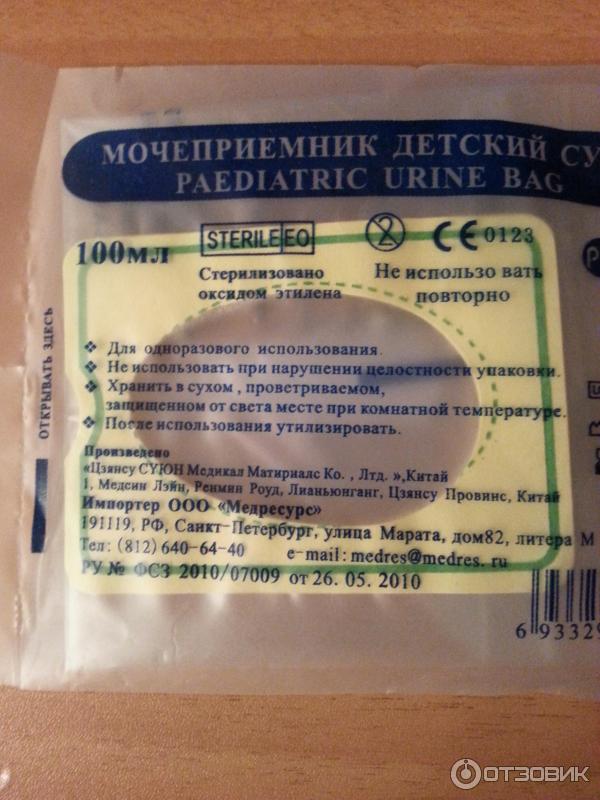 МОЧЕПРИЕМНИК ДЕТСКИЙ СУ
PAEDIATRIC URINE BAG
100мл
STERILE EO
CE 0123
Стерилизовано
оксидом этилена
Не использо вать
повторно
ОТКРЫВАТЬ ЗДЕСЬ
❖ Для одноразового использования.
❖ Не использовать при нарушении целостности упаковки.
❖ Хранить в сухом , проветриваемом,
защищенном от света месте при комнатной температуре.
❖ После использования утилизировать.
Произведено
«Цзянсу СУЮН Медикал Матириалс Ко. , Лтд. »,Китай
1, Медсин Лэйн, Ренмин Роуд, Лианьюнганг, Цзянсу Провинс, Китай
Импортер ООО «Медресурс»
191119, РФ, Санкт-Петербург, улица Марата, дом82, литера М
Тел: (812) 640-64-40 e-mail: medres@medres. ru
РУ № ФСЗ 2010/07009 от 26. 05. 2010
6 93329
ОТЗОВИК